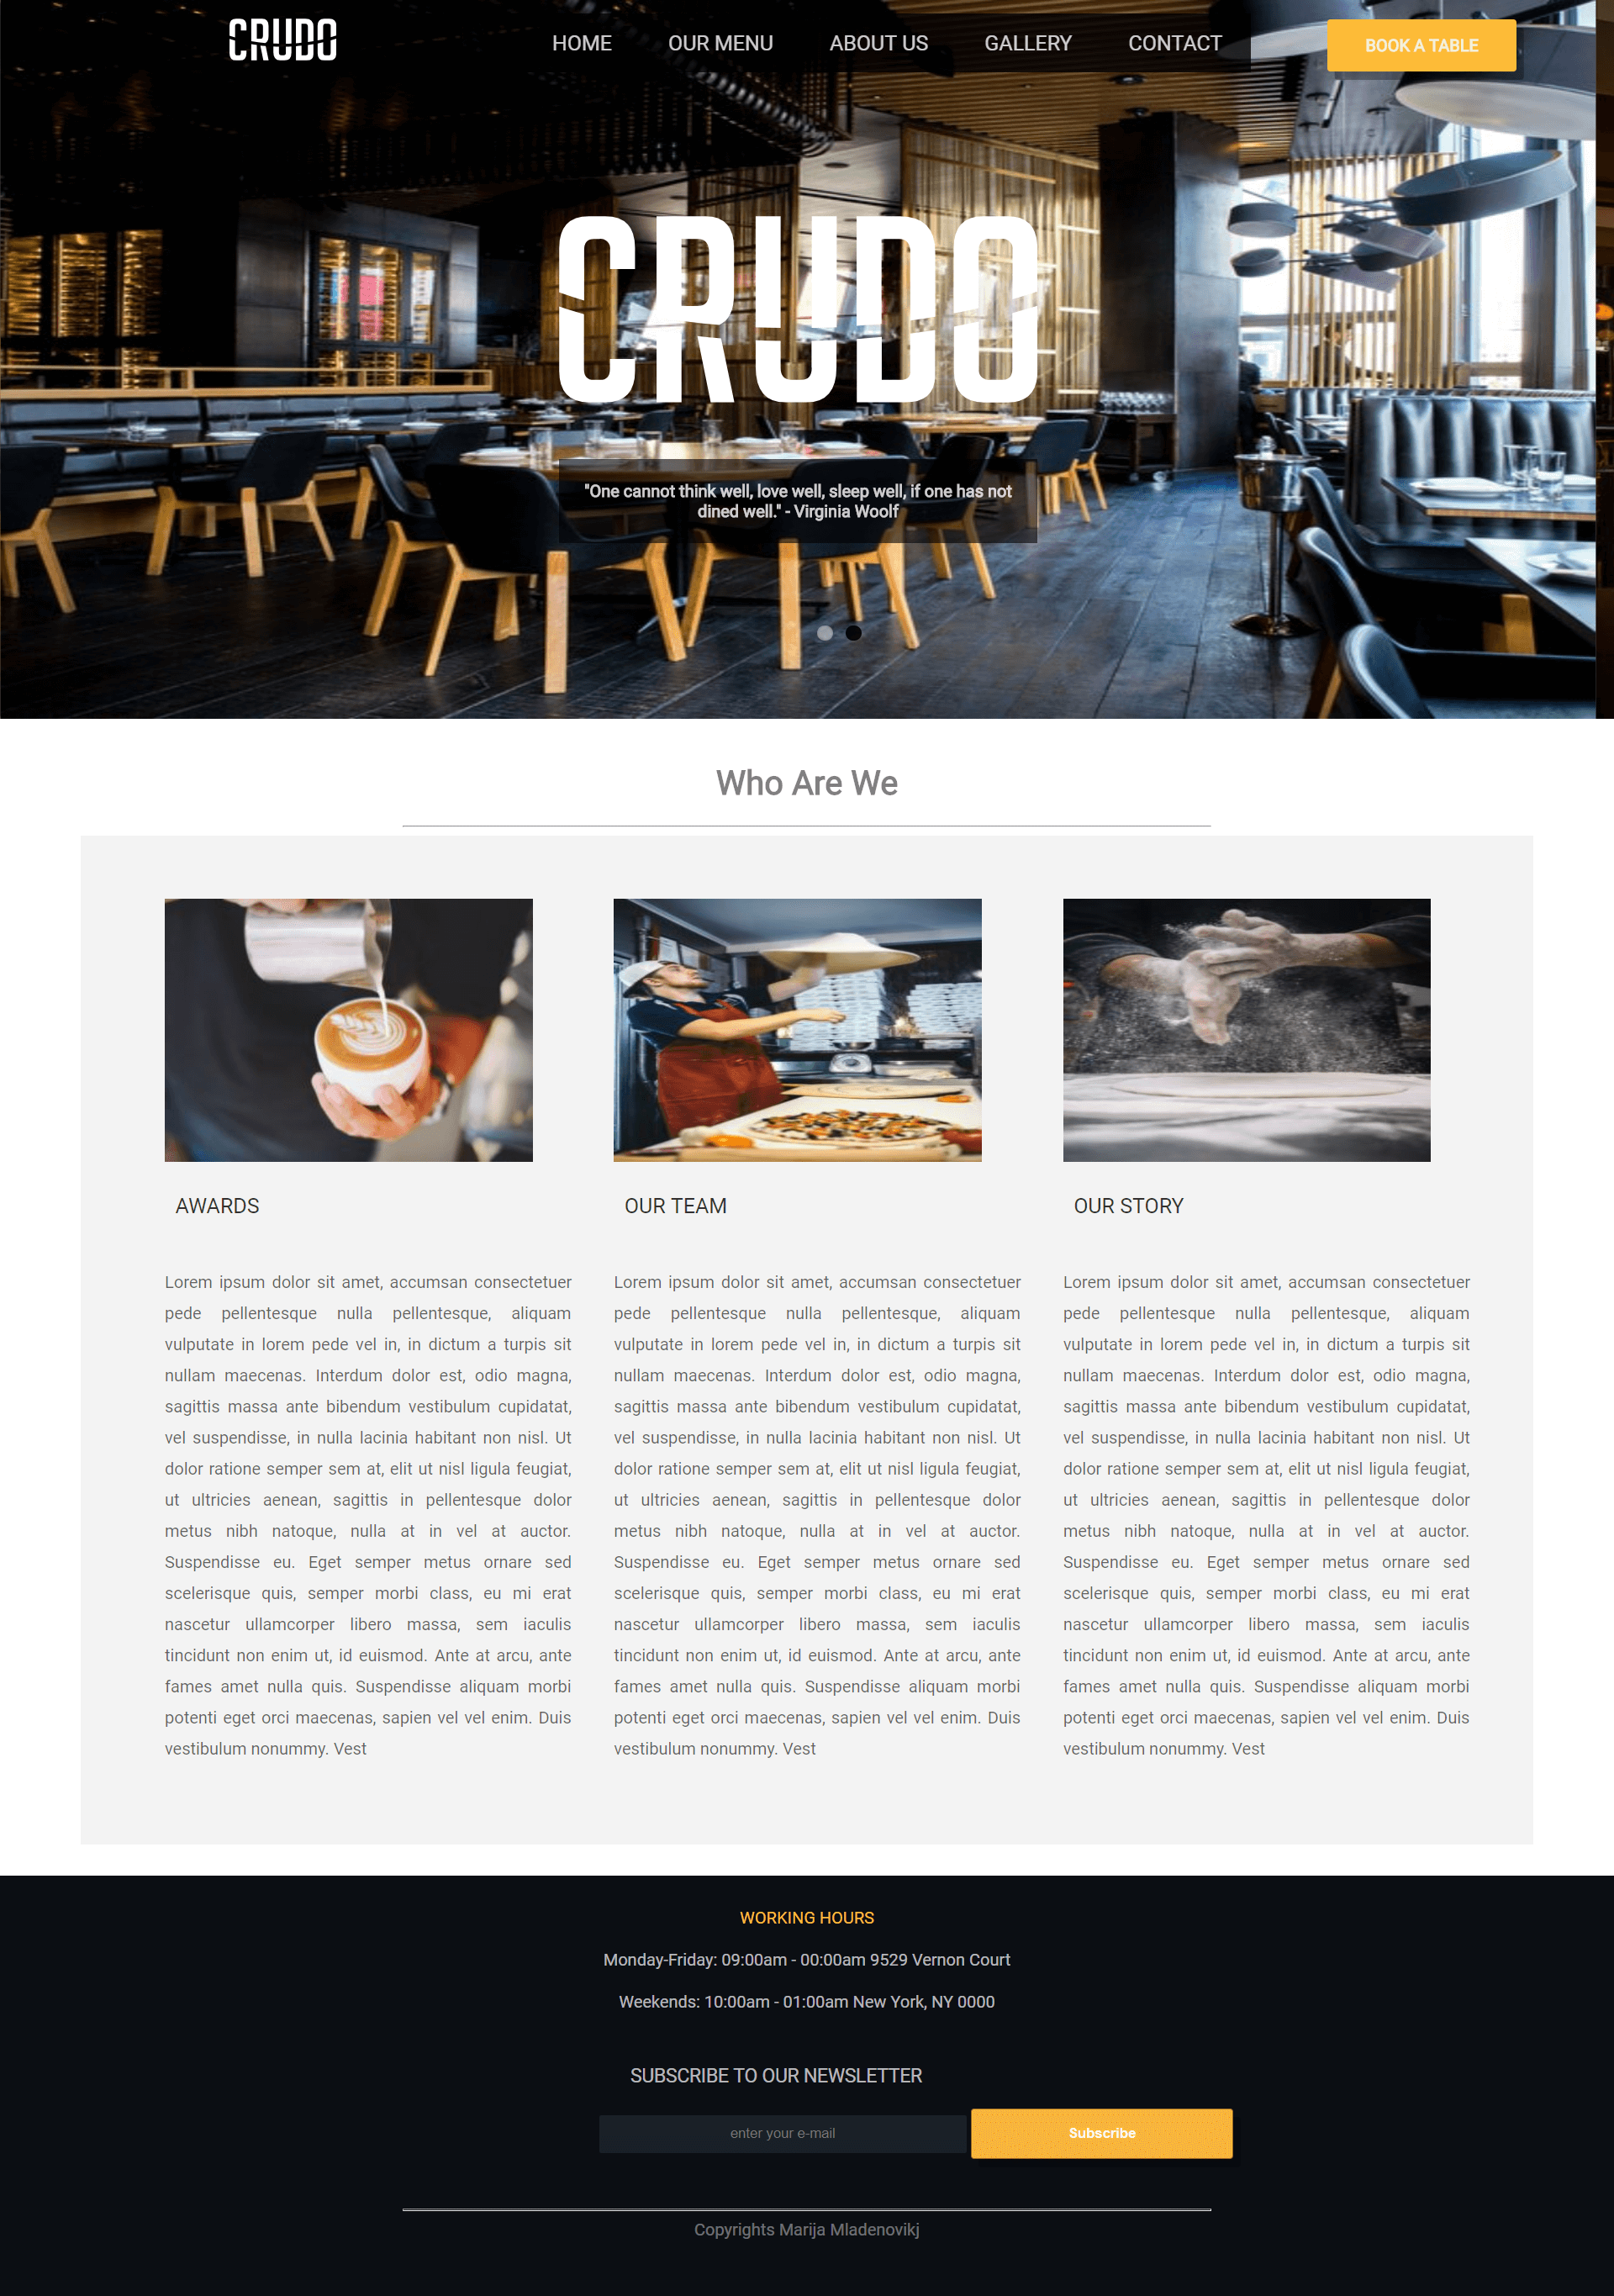 CRUDO
HOME OUR MENU ABOUT US GALLERY CONTACT
BOOK A TABLE
CRUDO
"One cannot think well, love well, sleep well, if one has not
dined well." - Virginia Woolf
Who Are We
AWARDS
Lorem ipsum dolor sit amet, accumsan consectetuer
pede pellentesque nulla pellentesque, aliquam
vulputate in lorem pede vel in, in dictum a turpis sit
nullam maecenas. Interdum dolor est, odio magna,
sagittis massa ante bibendum vestibulum cupidatat,
vel suspendisse, in nulla lacinia habitant non nisl. Ut
dolor ratione semper sem at, elit ut nisl ligula feugiat,
ut ultricies aenean, sagittis in pellentesque dolor
metus nibh natoque, nulla at in vel at auctor.
Suspendisse eu. Eget semper metus ornare sed
scelerisque quis, semper morbi class, eu mi erat
nascetur ullamcorper libero massa, sem iaculis
tincidunt non enim ut, id euismod. Ante at arcu, ante
fames amet nulla quis. Suspendisse aliquam morbi
potenti eget orci maecenas, sapien vel vel enim. Duis
vestibulum nonummy. Vest
OUR TEAM
Lorem ipsum dolor sit amet, accumsan consectetuer
pede pellentesque nulla pellentesque, aliquam
vulputate in lorem pede vel in, in dictum a turpis sit
nullam maecenas. Interdum dolor est, odio magna,
sagittis massa ante bibendum vestibulum cupidatat,
vel suspendisse, in nulla lacinia habitant non nisl. Ut
dolor ratione semper sem at, elit ut nisl ligula feugiat,
ut ultricies aenean, sagittis in pellentesque dolor
metus nibh natoque, nulla at in vel at auctor.
Suspendisse eu. Eget semper metus ornare sed
scelerisque quis, semper morbi class, eu mi erat
nascetur ullamcorper libero massa, sem iaculis
tincidunt non enim ut, id euismod. Ante at arcu, ante
fames amet nulla quis. Suspendisse aliquam morbi
potenti eget orci maecenas, sapien vel vel enim. Duis
vestibulum nonummy. Vest
OUR STORY
Lorem ipsum dolor sit amet, accumsan consectetuer
pede pellentesque nulla pellentesque, aliquam
vulputate in lorem pede vel in, in dictum a turpis sit
nullam maecenas. Interdum dolor est, odio magna,
sagittis massa ante bibendum vestibulum cupidatat,
vel suspendisse, in nulla lacinia habitant non nisl. Ut
dolor ratione semper sem at, elit ut nisl ligula feugiat,
ut ultricies aenean, sagittis in pellentesque dolor
metus nibh natoque, nulla at in vel at auctor.
Suspendisse eu. Eget semper metus ornare sed
scelerisque quis, semper morbi class, eu mi erat
nascetur ullamcorper libero massa, sem iaculis
tincidunt non enim ut, id euismod. Ante at arcu, ante
fames amet nulla quis. Suspendisse aliquam morbi
potenti eget orci maecenas, sapien vel vel enim. Duis
vestibulum nonummy. Vest
WORKING HOURS
Monday-Friday: 09:00am - 00:00am 9529 Vernon Court
Weekends: 10:00am - 01:00am New York, NY 0000
SUBSCRIBE TO OUR NEWSLETTER
enter your e-mail
Subscribe
Copyrights Marija Mladenovikj